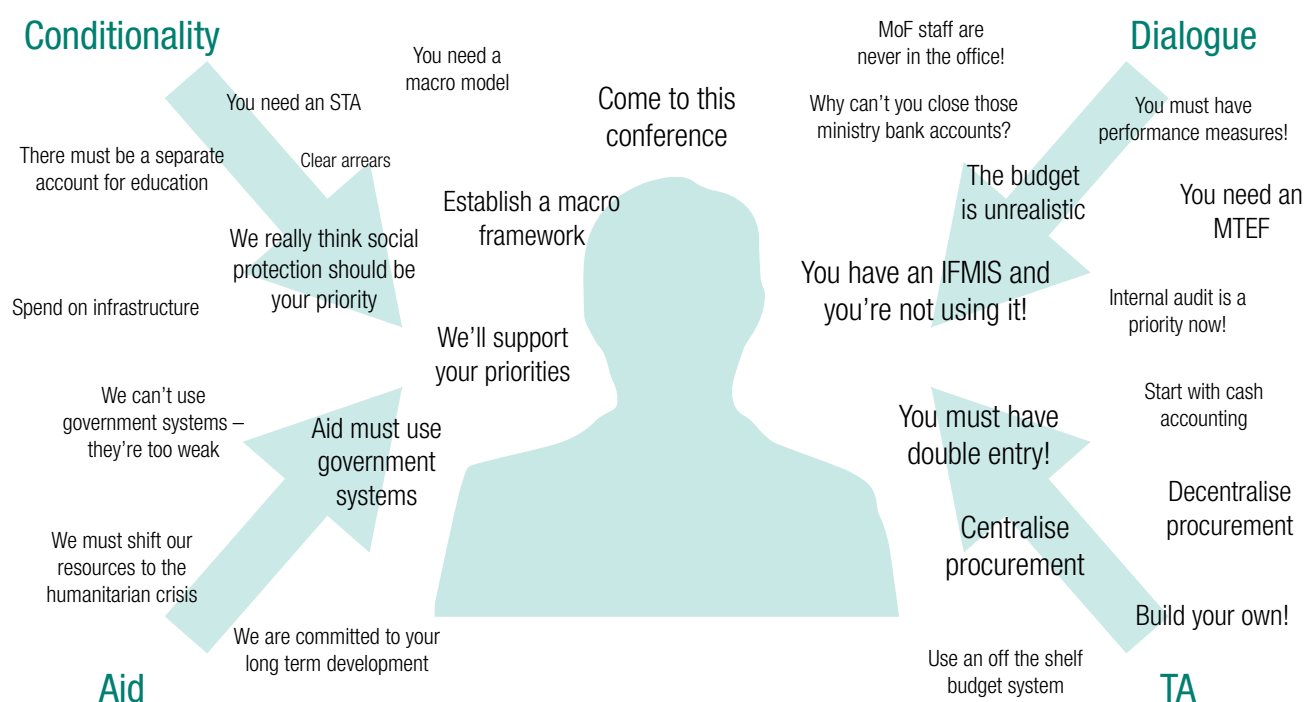 Conditionality
You need a
macro model
You need an STA
There must be a separate
account for education
Clear arrears
Come to this
conference
Establish a macro
framework
We really think social
protection should be
your priority
Spend on infrastructure
We'll support
your priorities
MoF staff are
never in the office!
Dialogue
Why can't you close those
ministry bank accounts?
You must have
performance measures!
The budget
is unrealistic
You need an
MTEF
You have an IFMIS and
you're not using it!
Internal audit is a
priority now!
We can't use
government systems –
they're too weak
Aid must use
government
systems
We must shift our
resources to the
humanitarian crisis
We are committed to your
long term development
Aid
Start with cash
accounting
You must have
double entry!
Decentralise
procurement
Centralise
procurement
Build your own!
Use an off the shelf
budget system
TA